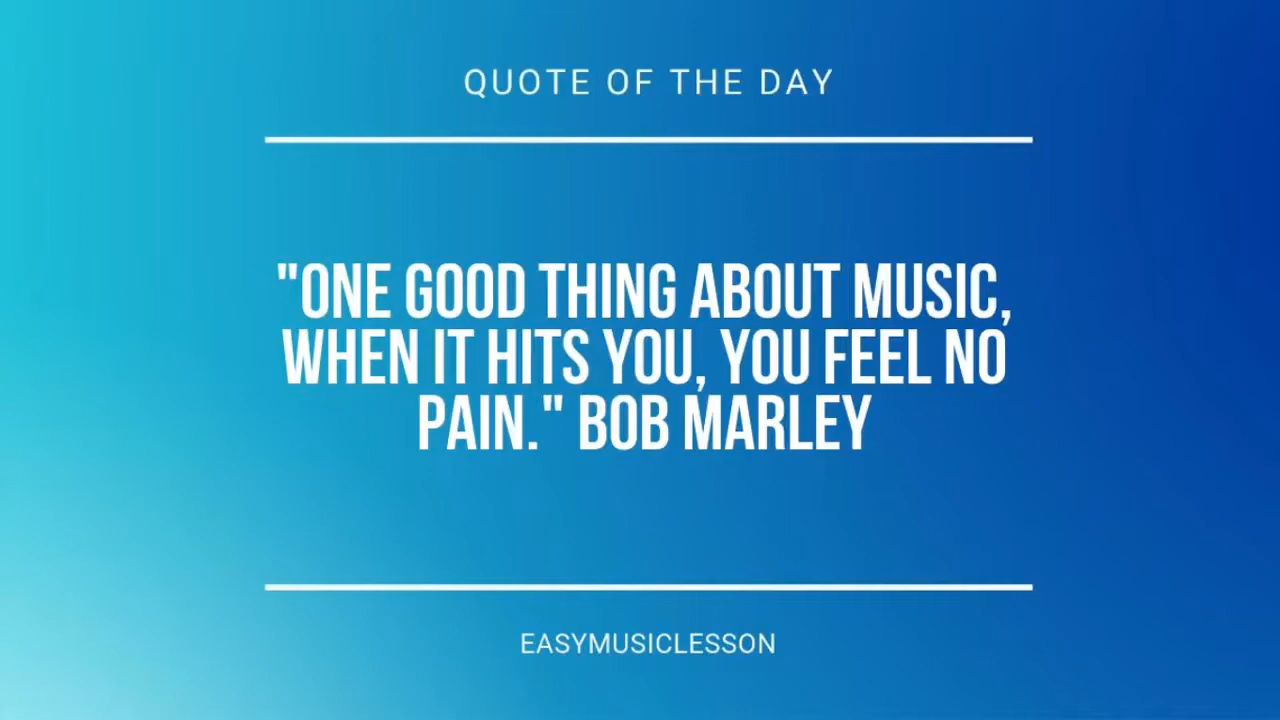 QUOTE OF THE DAY
"ONE GOOD THING ABOUT MUSIC,
WHEN IT HITS YOU, YOU FEEL NO
PAIN." BOB MARLEY
EASYMUSICLESSON